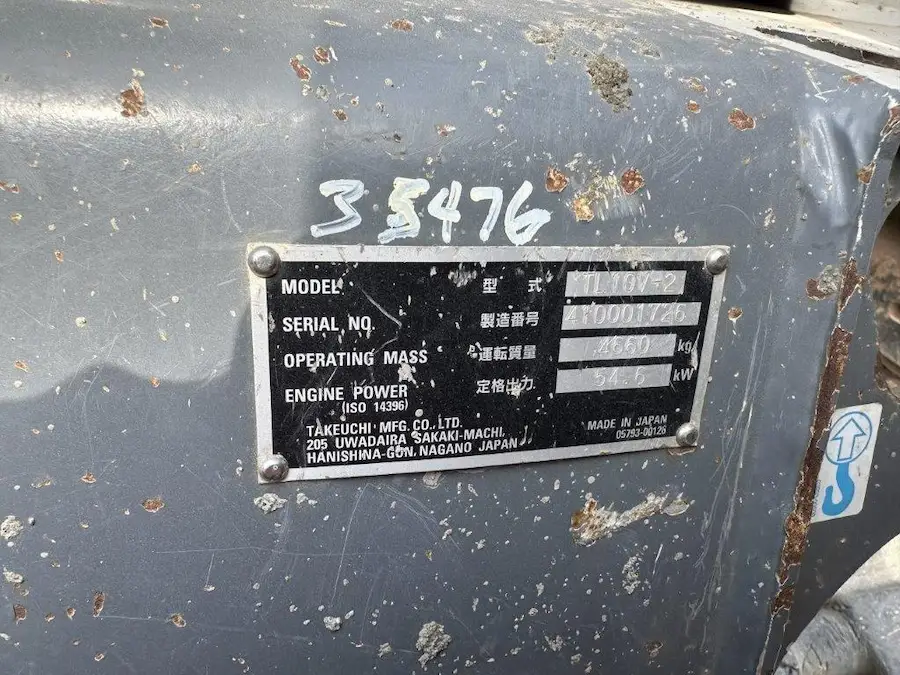 35476
MODEL 型式 TL10V-2
SERIAL NO. 製造番号 410001726
OPERATING MASS 運転質量 4660 kg
ENGINE POWER 定格出力 54.6 kW
(ISO 14396)
TAKEUCHI MFG. CO., LTD.
205 UWADAIRA SAKAKI-MACHI,
HANISHINA-GUN, NAGANO JAPAN
MADE IN JAPAN
05793-00126